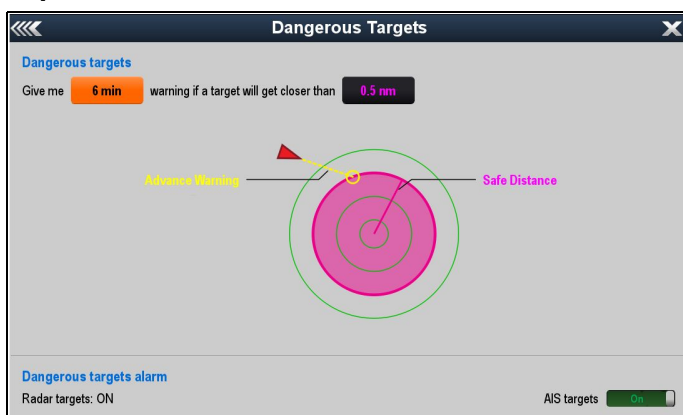 Dangerous Targets
Dangerous targets
Give me 6 min warning if a target will get closer than 0.5 nm
Advance Warning
Safe Distance
Dangerous targets alarm
Radar targets: ON
AIS targets On